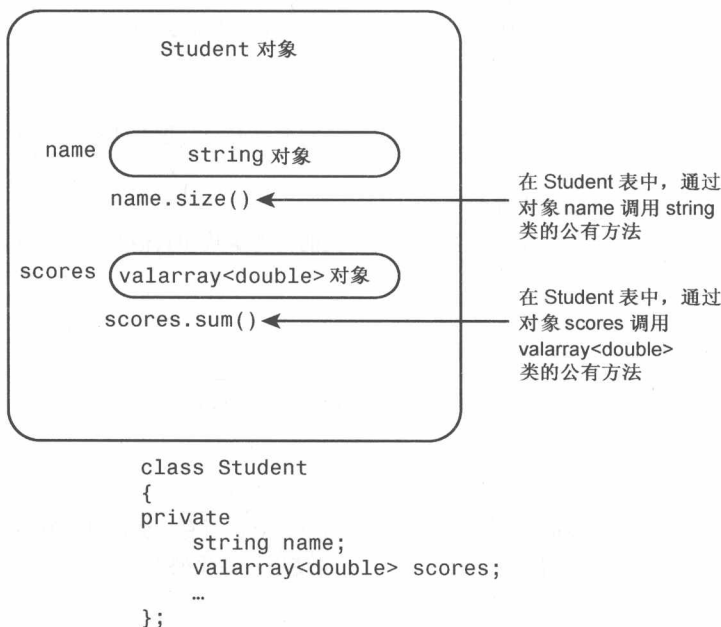 Student 对象
name
string 对象
name.size()
在 Student 表中，通过
对象 name 调用 string
类的公有方法
scores
valarray<double> 对象
scores.sum()
在 Student 表中，通过
对象 scores 调用
valarray<double>
类的公有方法
class Student
{
private
string name;
valarray<double> scores;
…
};